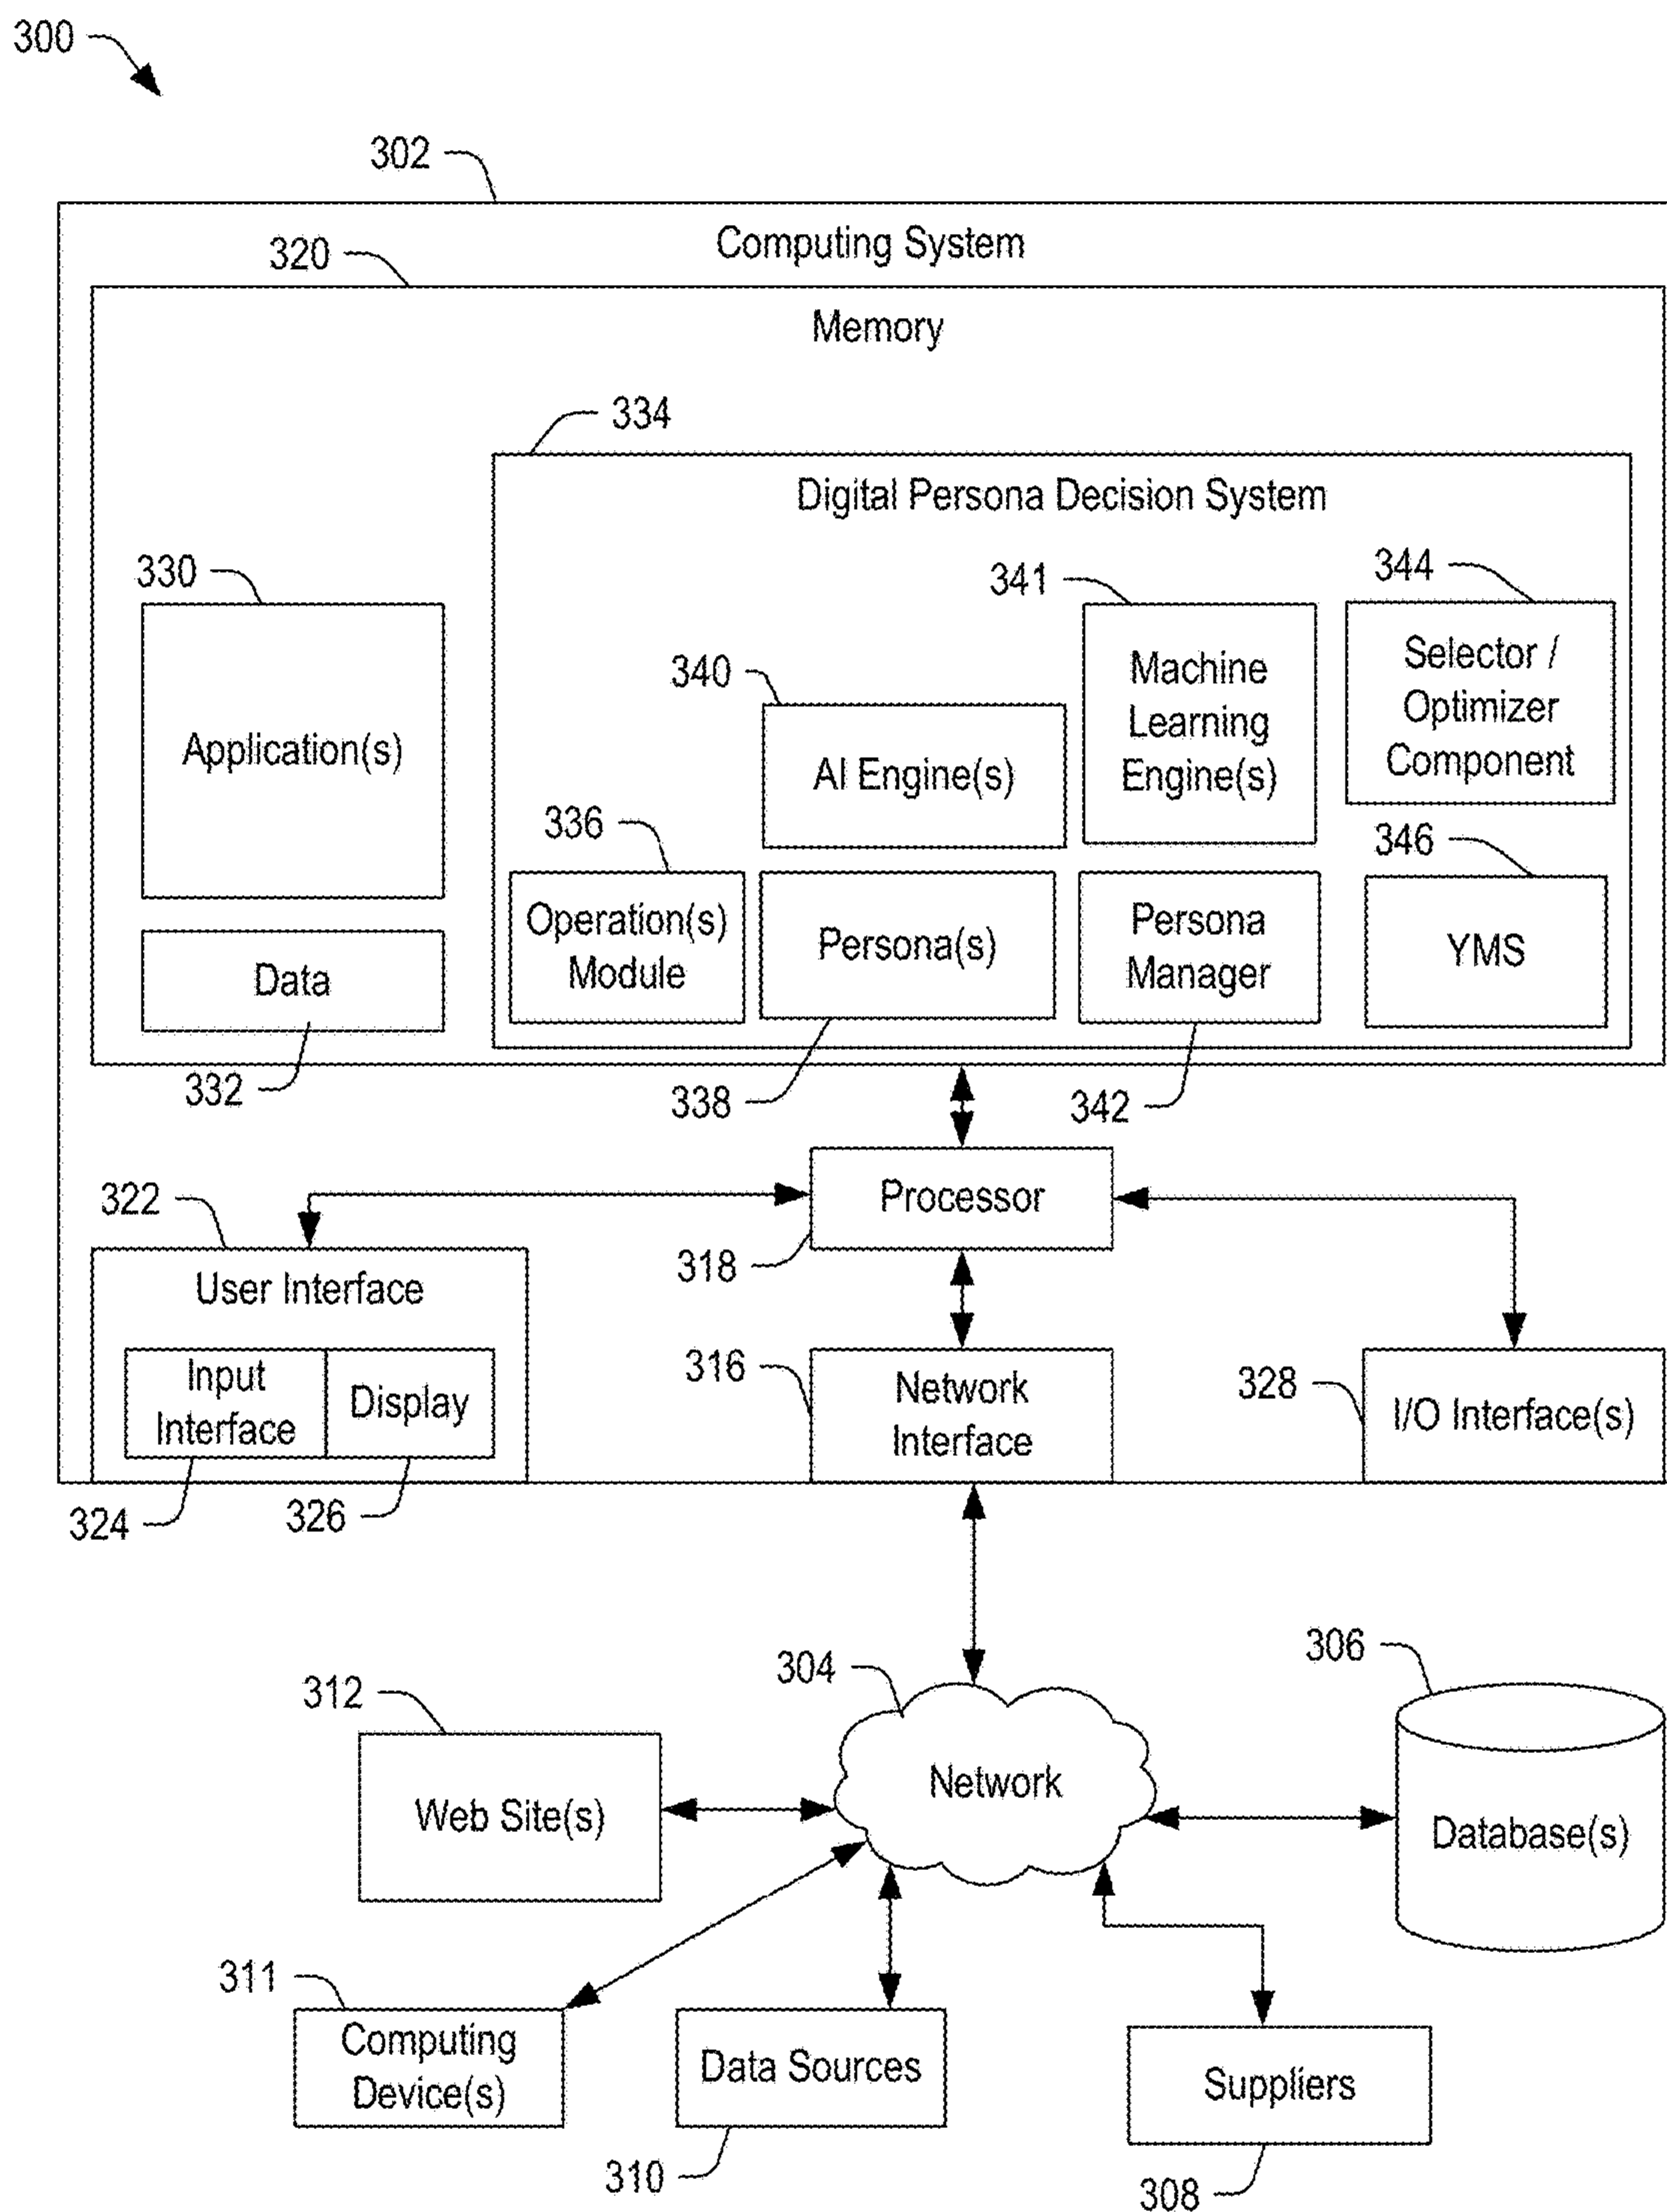 300
302
Computing System
320
Memory
334
Digital Persona Decision System
330
341
344
Application(s)
340
Machine
Learning
Engine(s)
Selector /
Optimizer
Component
AI Engine(s)
336
346
Operation(s)
Module
Persona(s)
Persona
Manager
YMS
Data
332
338
342
322
Processor
318
User Interface
Input
Interface
Display
316
Network
Interface
328
I/O Interface(s)
324
326
304
306
312
Network
Web Site(s)
Database(s)
311
Computing
Device(s)
Data Sources
Suppliers
310
308